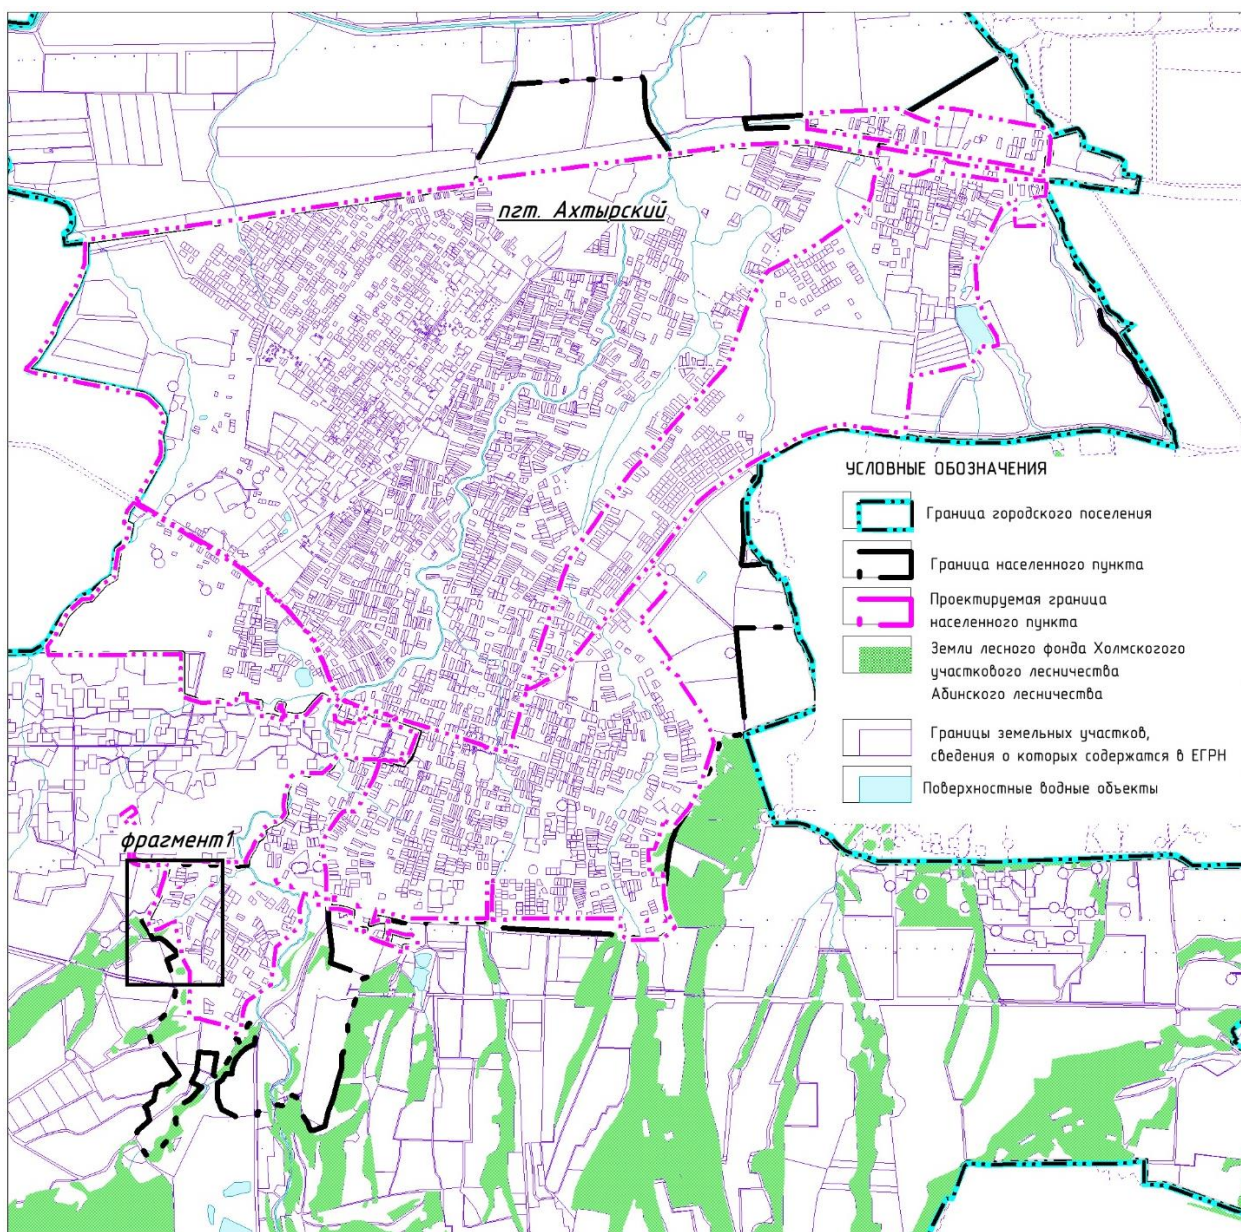 пгт. Ахтырский
УСЛОВНЫЕ ОБОЗНАЧЕНИЯ
Граница городского поселения
Граница населенного пункта
Проектируемая граница
населенного пункта
Земли лесного фонда Холмскогого
участкового лесничества
Абинского лесничества
Границы земельных участков,
сведения о которых содержатся в ЕГРН
Поверхностные водные объекты
фрагмент1